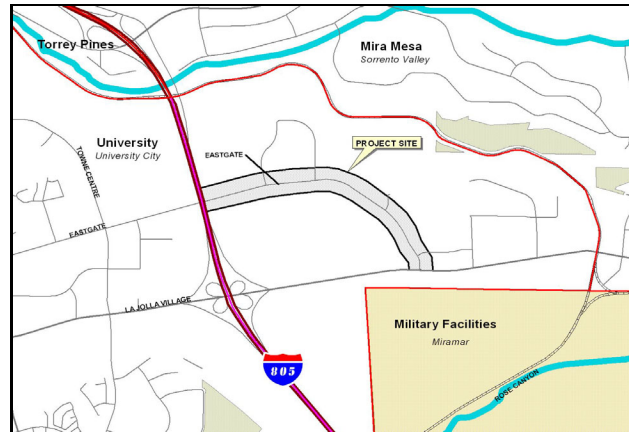 Torrey Pines
Mira Mesa
Sorrento Valley
University
University City
PROJECT SITE
EASTGATE
TOWNE CENTRE
EASTGATE
LA JOLLA VILLAGE
Military Facilities
Miramar
805
ROSE CANYON